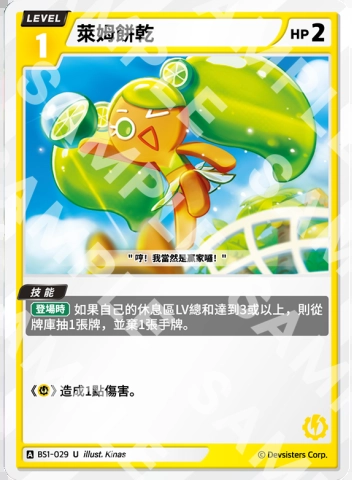 LEVEL
1
萊姆餅乾
HP 2
"哼！我當然是贏家囉！"
技能
登場時 如果自己的休息區LV總和達到3或以上，則從
牌庫抽1張牌，並棄1張手牌。
《 》造成1點傷害。
A BS1-029 U illust. Kinas
© Devsisters Corp.
SAMPLE